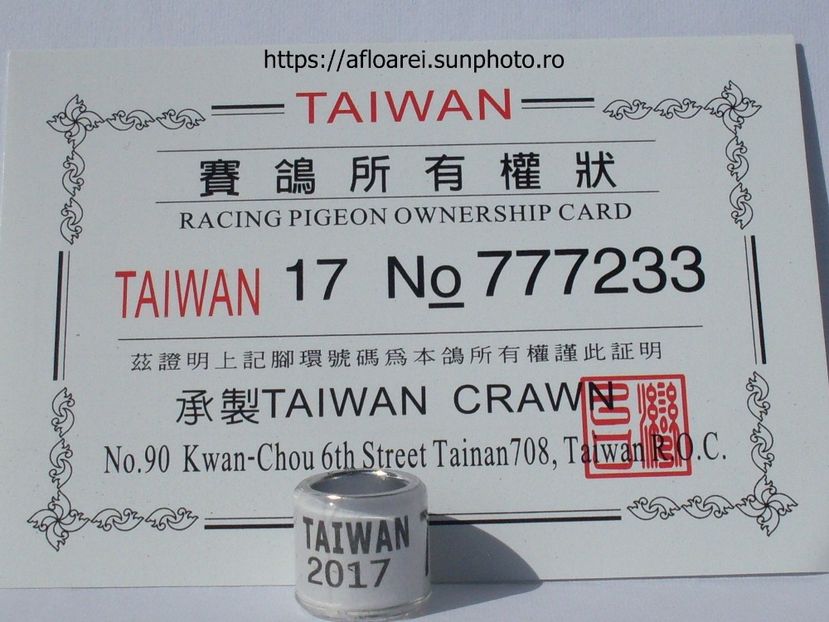 https://afloarei.sunphoto.ro
TAIWAN
賽鴿所有權狀
RACING PIGEON OWNERSHIP CARD
TAIWAN 17 No 777233
茲證明上記腳環號碼為本鴿所有權謹此証明
承製TAIWAN CRAWN
No.90 Kwan-Chou 6th Street Tainan708, Taiwan R.O.C.
TAIWAN
2017